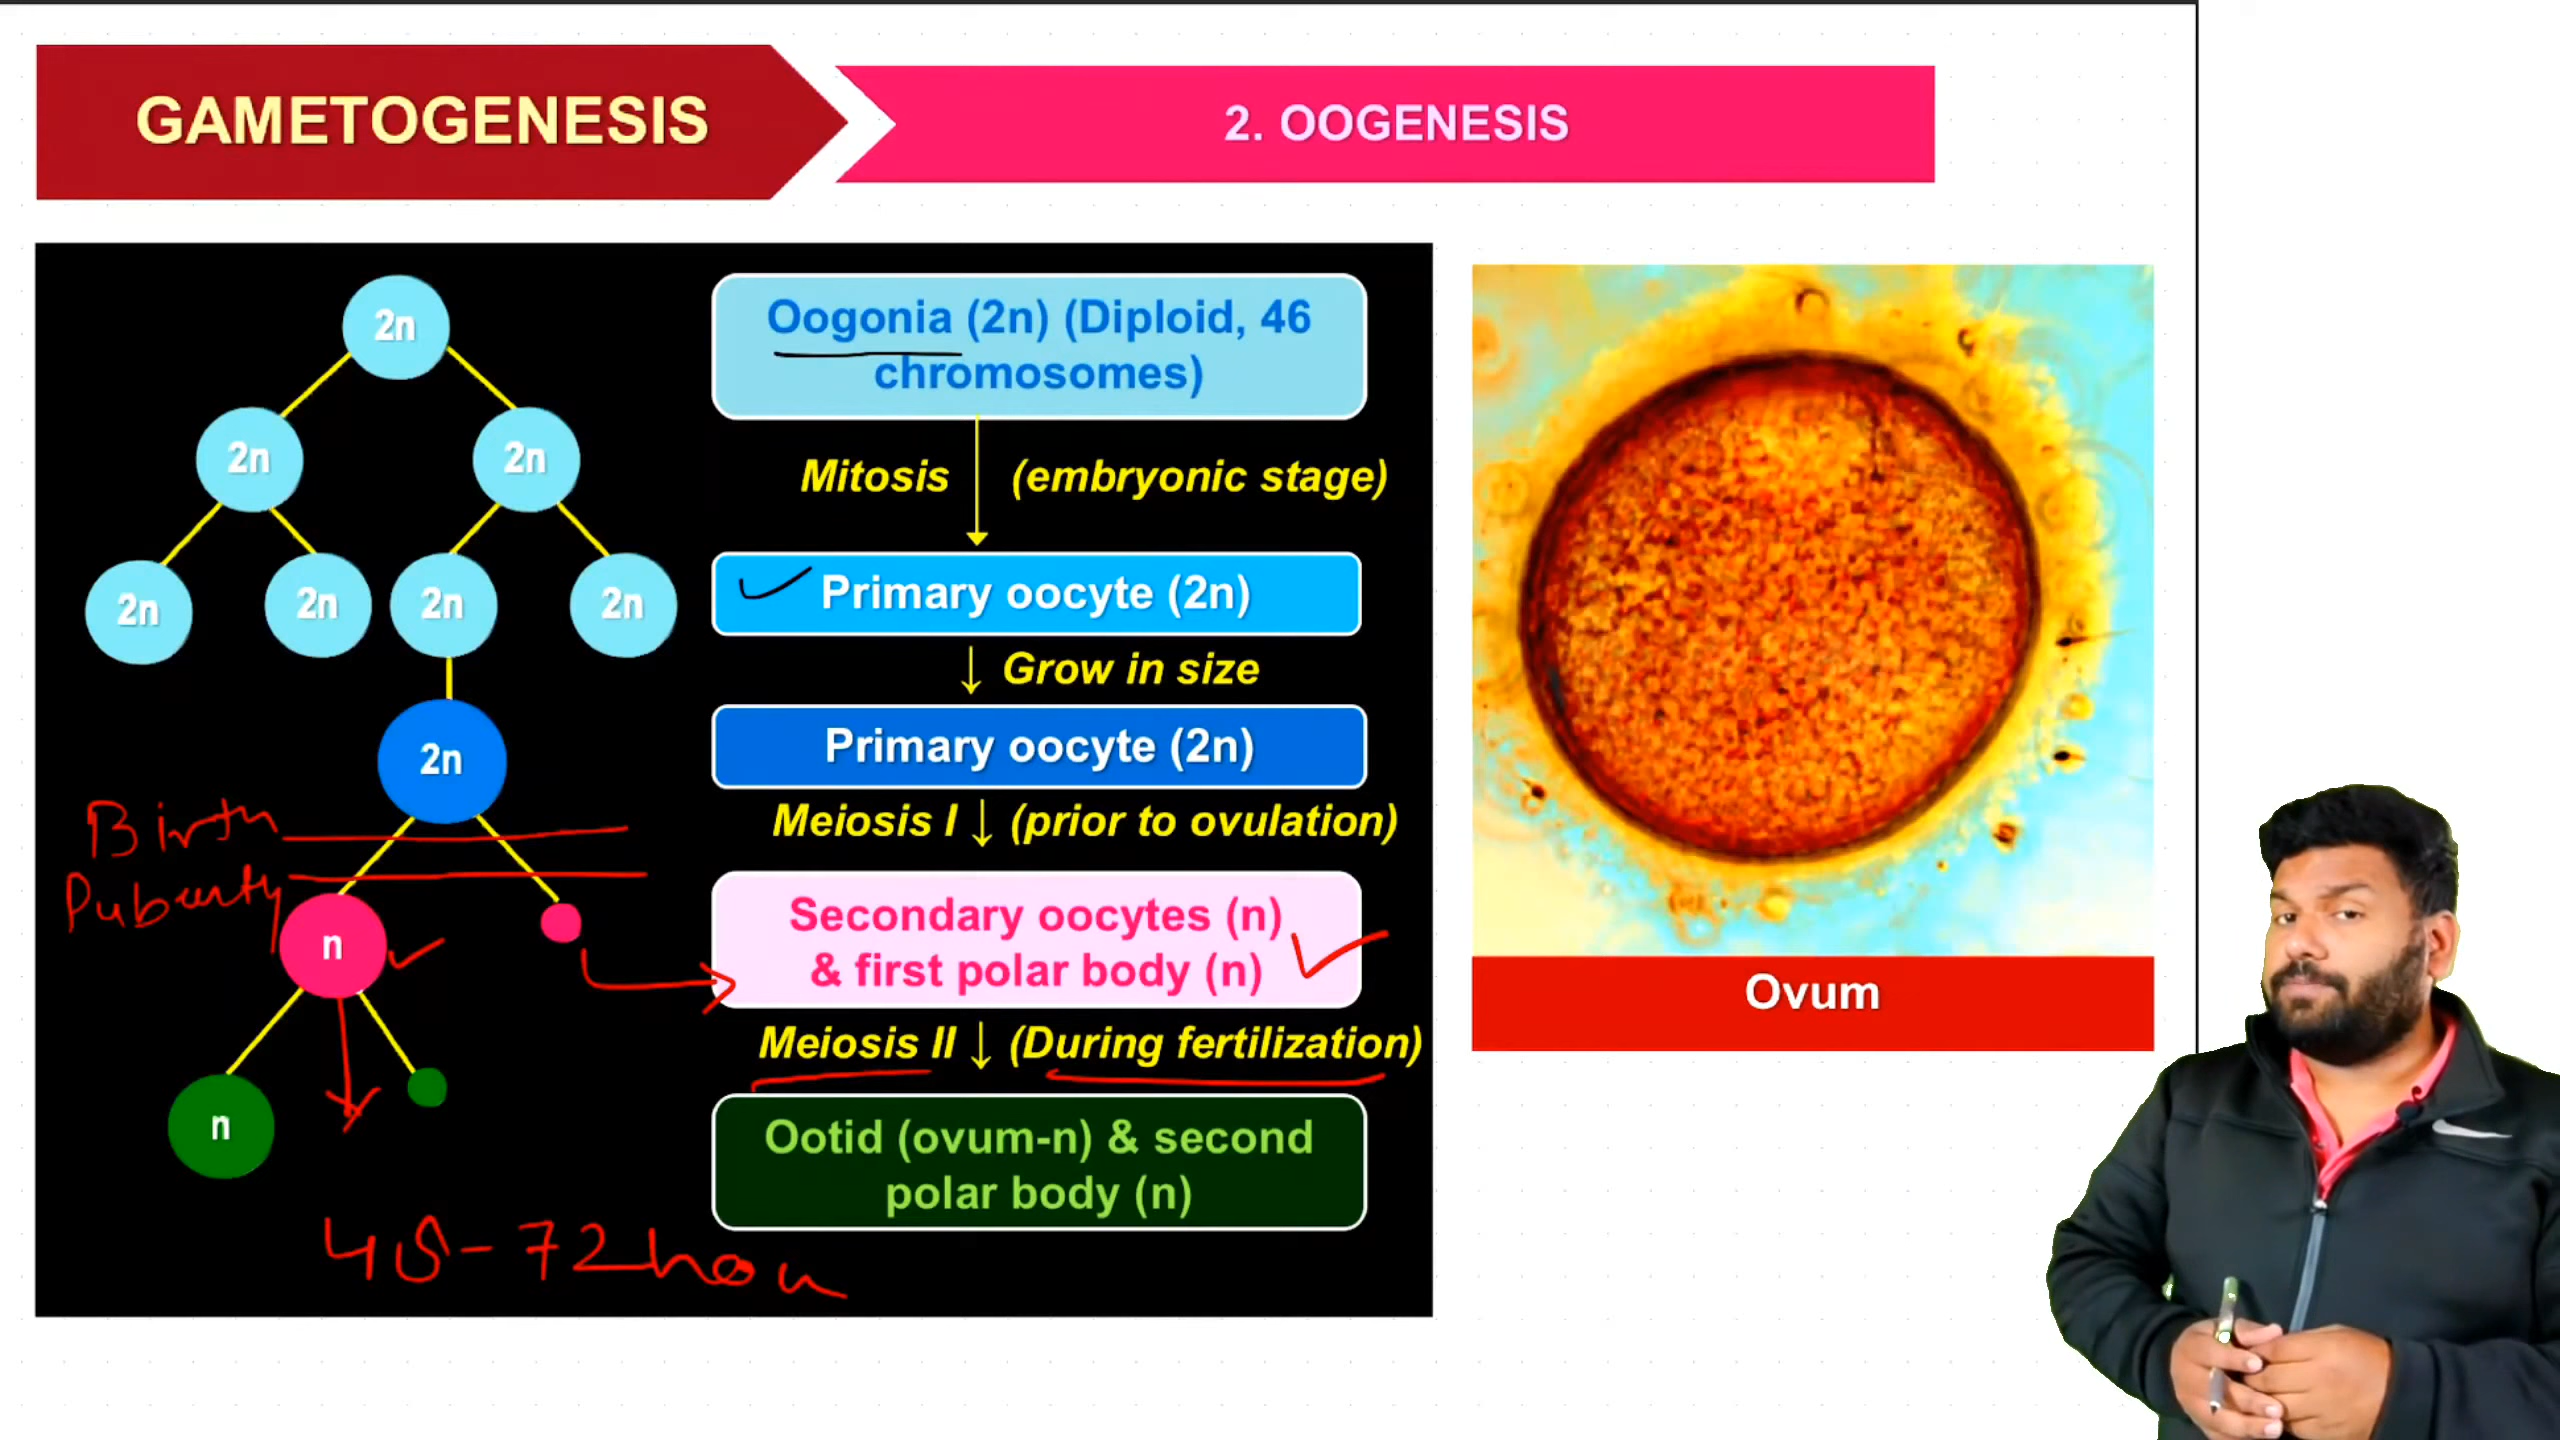 GAMETOGENESIS
2. OOGENESIS
2n
Oogonia (2n) (Diploid, 46
chromosomes)
2n
2n
Mitosis
(embryonic stage)
2n
2n
2n
2n
Primary oocyte (2n)
Grow in size
2n
Primary oocyte (2n)
Birth
Meiosis I
(prior to ovulation)
Puberty
n
Secondary oocytes (n)
& first polar body (n)
Ovum
Meiosis II
(During fertilization)
n
Ootid (ovum-n) & second
polar body (n)
48-72 hou